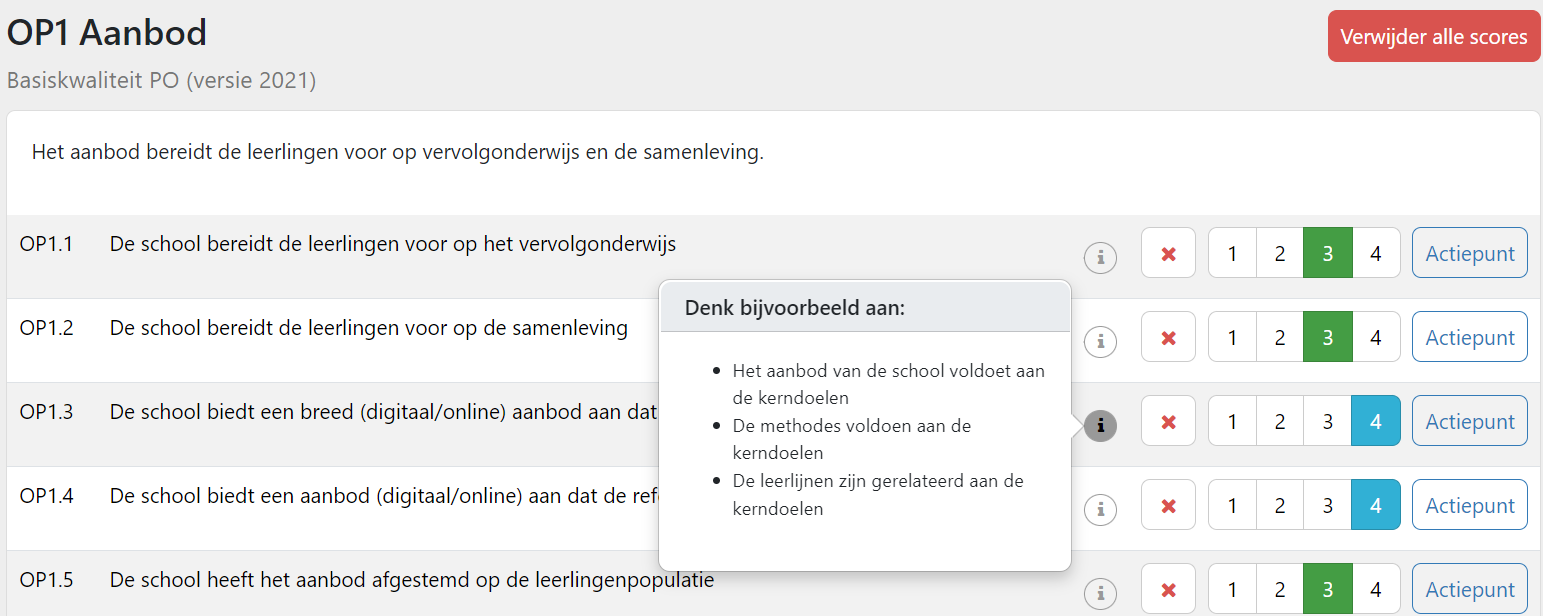 OP1 Aanbod
Verwijder alle scores
Basiskwaliteit PO (versie 2021)
Het aanbod bereidt de leerlingen voor op vervolgonderwijs en de samenleving.
OP1.1 De school bereidt de leerlingen voor op het vervolgonderwijs i 1 2 3 4 Actiepunt
OP1.2 De school bereidt de leerlingen voor op de samenleving i 1 2 3 4 Actiepunt
OP1.3 De school biedt een breed (digitaal/online) aanbod aan dat i 1 2 3 4 Actiepunt
OP1.4 De school biedt een aanbod (digitaal/online) aan dat de i 1 2 3 4 Actiepunt
OP1.5 De school heeft het aanbod afgestemd op de leerlingenpopulatie i 1 2 3 4 Actiepunt
Denk bijvoorbeeld aan:
Het aanbod van de school voldoet aan
de kerndoelen
De methodes voldoen aan de
kerndoelen
De leerlijnen zijn gerelateerd aan de
kerndoelen